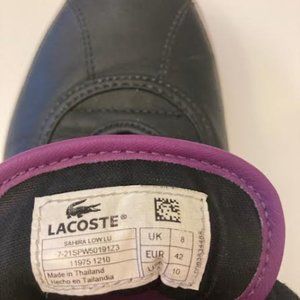 LACOSTE
SAHIRA LOW LU
7-21SPW5019123
11975 1210
Made in Thailand
Hecho en Tailandia
UK 8
EUR 42
US 10